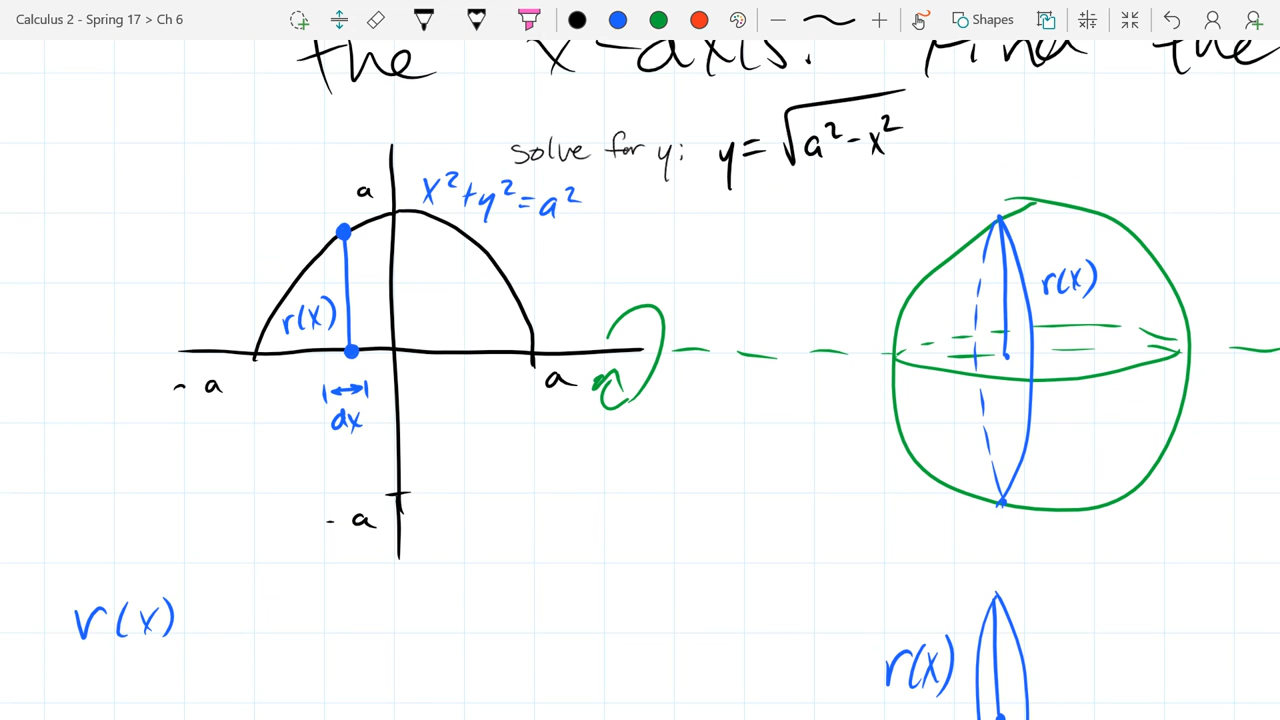 Calculus 2 - Spring 17 > Ch 6
Shapes
the x-axis. Find the
solve for y: y = √(a² - x²)
a
x² + y² = a²
r(x)
r(x)
- a
a
dx
- a
r(x)
r(x)